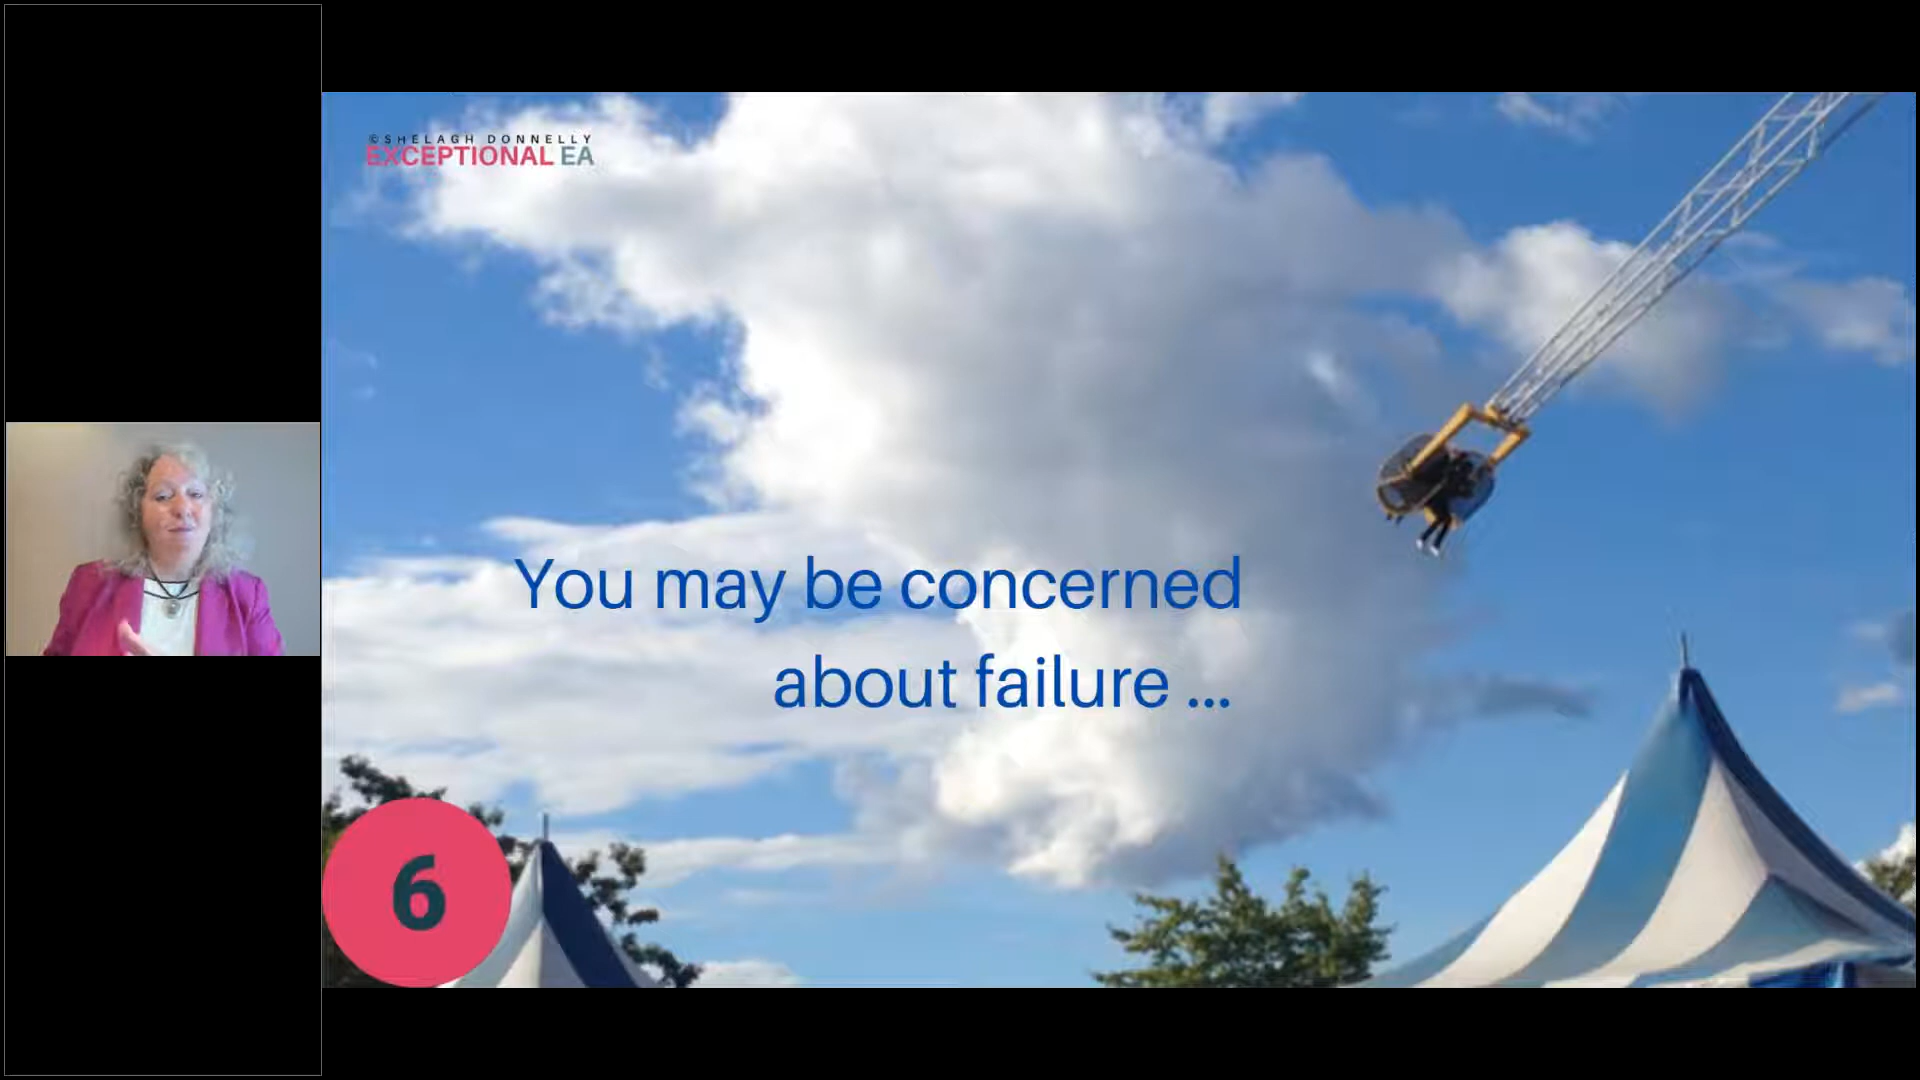 ©SHELAGH DONNELLY
EXCEPTIONAL EA
You may be concerned
about failure ...
6